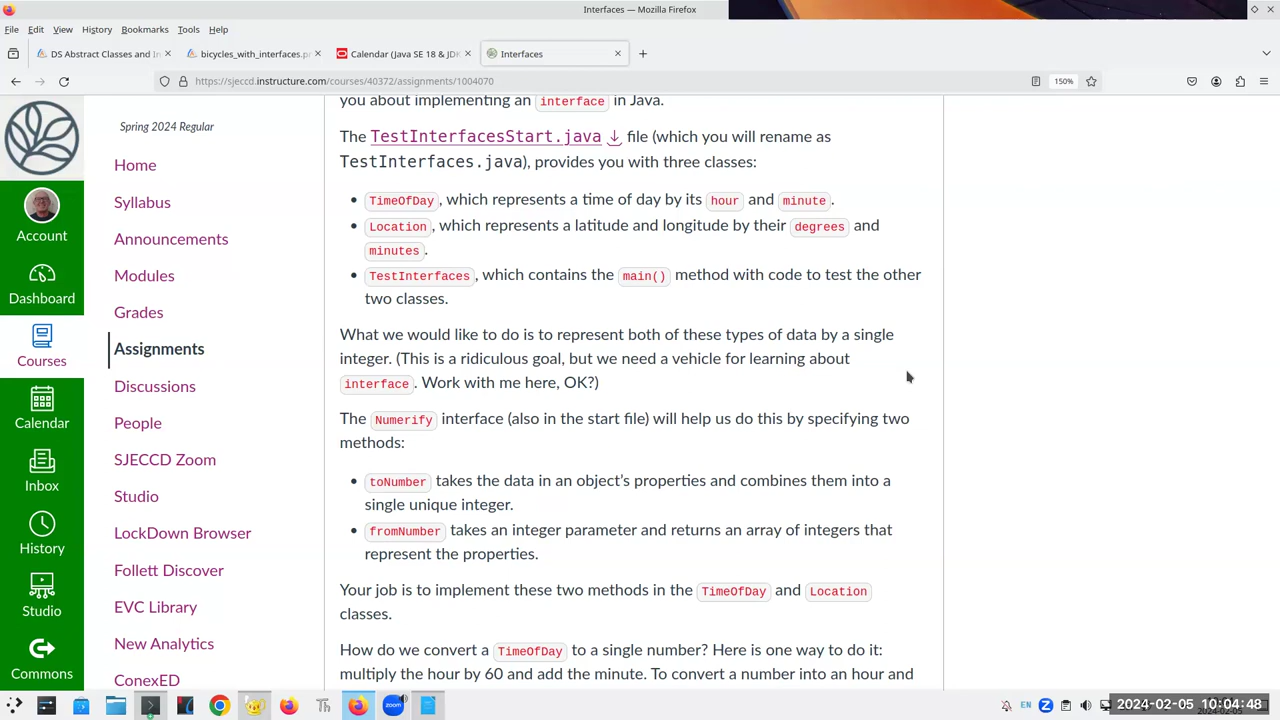 Interfaces — Mozilla Firefox
File Edit View History Bookmarks Tools Help
DS Abstract Classes and In
bicycles_with_interfaces.pr
Calendar (Java SE 18 & JDK
Interfaces
https://sjeccd.instructure.com/courses/40372/assignments/1004070
150%
Account
Dashboard
Courses
Calendar
Inbox
History
Studio
Commons
Spring 2024 Regular
Home
Syllabus
Announcements
Modules
Grades
Assignments
Discussions
People
SJECCD Zoom
Studio
LockDown Browser
Follett Discover
EVC Library
New Analytics
ConexED
you about implementing an interface in Java.
The TestInterfacesStart.java file (which you will rename as
TestInterfaces.java), provides you with three classes:
TimeOfDay, which represents a time of day by its hour and minute.
Location, which represents a latitude and longitude by their degrees and
minutes.
TestInterfaces, which contains the main() method with code to test the other
two classes.
What we would like to do is to represent both of these types of data by a single
integer. (This is a ridiculous goal, but we need a vehicle for learning about
interface. Work with me here, OK?)
The Numerify interface (also in the start file) will help us do this by specifying two
methods:
toNumber takes the data in an object's properties and combines them into a
single unique integer.
fromNumber takes an integer parameter and returns an array of integers that
represent the properties.
Your job is to implement these two methods in the TimeOfDay and Location
classes.
How do we convert a TimeOfDay to a single number? Here is one way to do it:
multiply the hour by 60 and add the minute. To convert a number into an hour and
zoom
Th
EN
2024-02-05 10:04:48